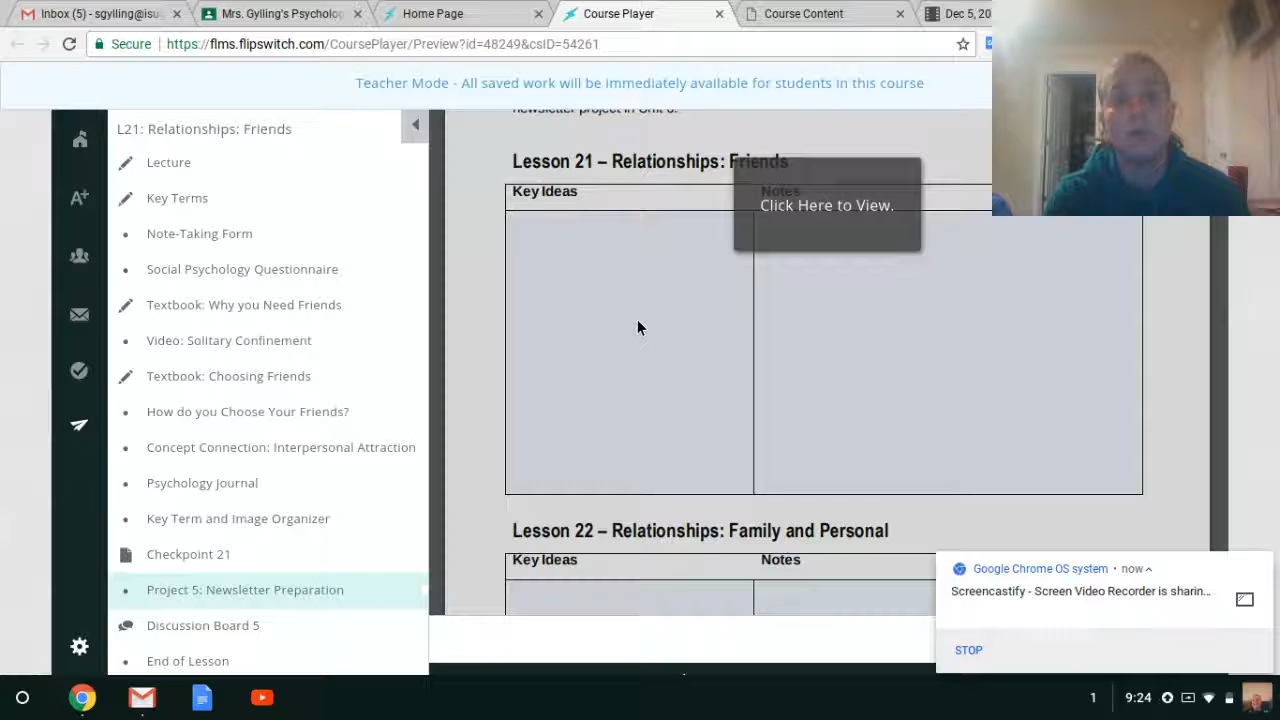 Inbox (5) - sgylling@isu
Mrs. Gylling's Psycholog
Home Page
Course Player
Course Content
Dec 5, 20
Secure
https://flms.flipswitch.com/CoursePlayer/Preview?id=48249&csID=54261
Teacher Mode - All saved work will be immediately available for students in this course
L21: Relationships: Friends
Lecture
Key Terms
Note-Taking Form
Social Psychology Questionnaire
Textbook: Why you Need Friends
Video: Solitary Confinement
Textbook: Choosing Friends
How do you Choose Your Friends?
Concept Connection: Interpersonal Attraction
Psychology Journal
Key Term and Image Organizer
Checkpoint 21
Project 5: Newsletter Preparation
Discussion Board 5
End of Lesson
newsletter project in Unit 6.
Lesson 21 – Relationships: Friends
Key Ideas Notes
Click Here to View.
Lesson 22 – Relationships: Family and Personal
Key Ideas Notes
Google Chrome OS system • now
Screencastify - Screen Video Recorder is sharin...
STOP
1 9:24